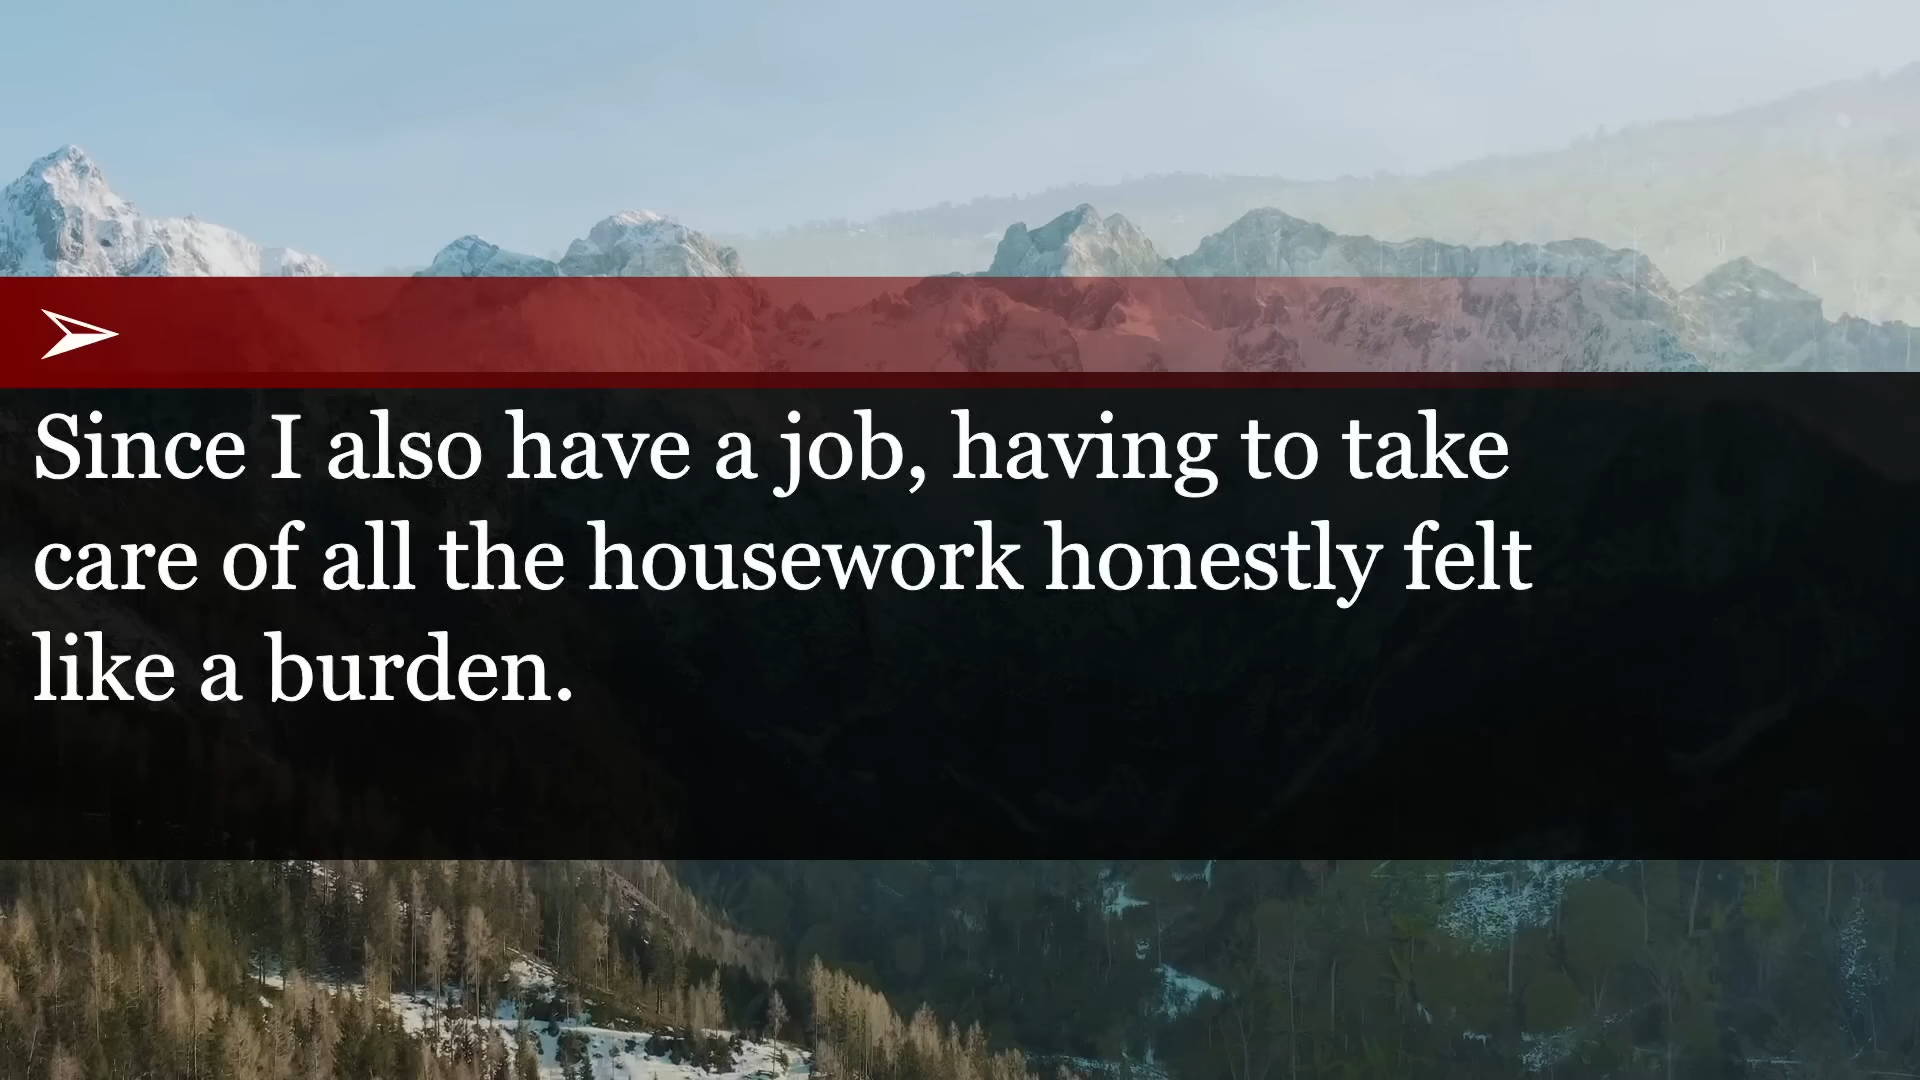 Since I also have a job, having to take
care of all the housework honestly felt
like a burden.